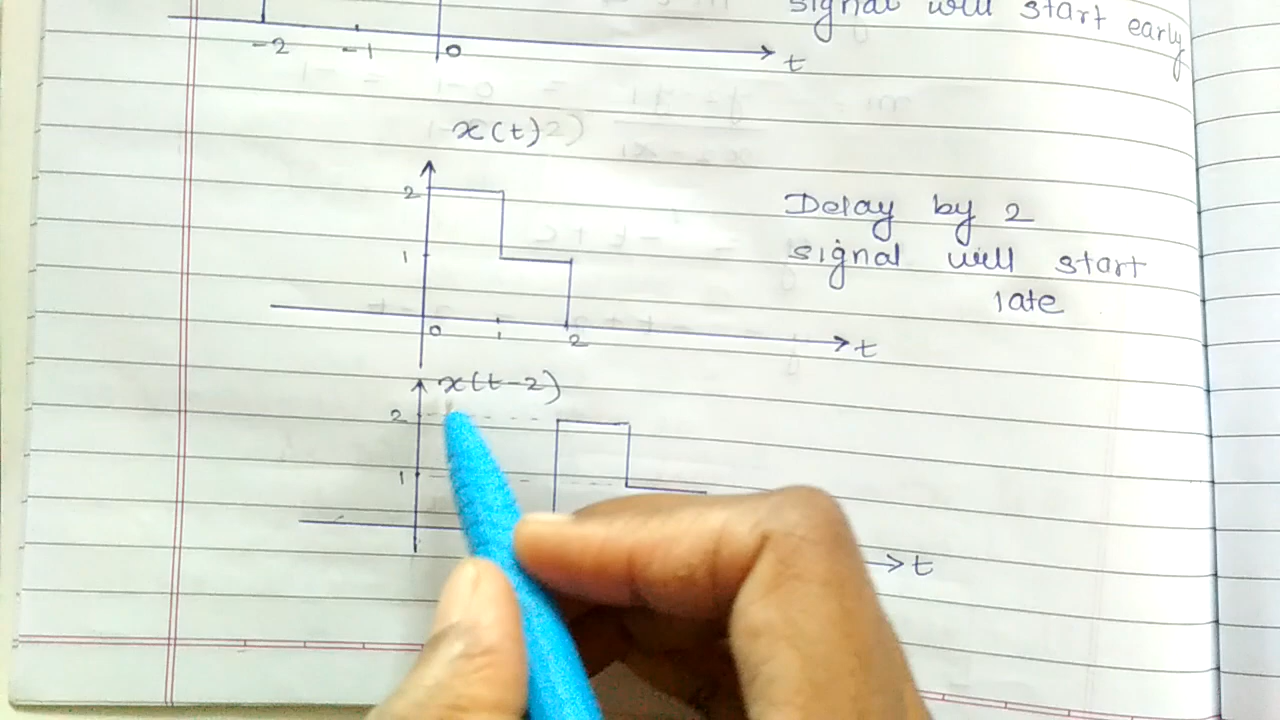 signal will start early
-2 -1 0 t
x(t)
2
1
0 1 2 t
Delay by 2
signal will start
late
x(t-2)
2
1
t